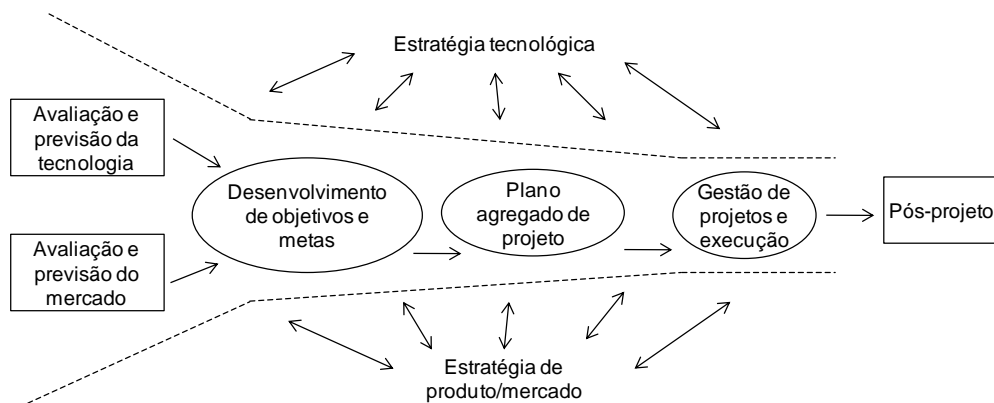 Estratégia tecnológica
Avaliação e
previsão da
tecnologia
Avaliação e
previsão do
mercado
Desenvolvimento
de objetivos e
metas
Plano
agregado de
projeto
Gestão de
projetos e
execução
Pós-projeto
Estratégia de
produto/mercado